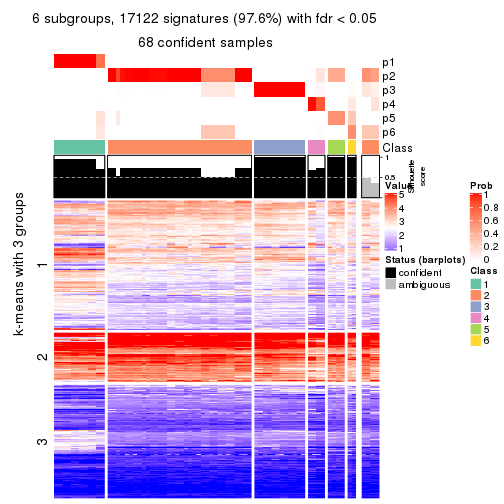 6 subgroups, 17122 signatures (97.6%) with fdr < 0.05
68 confident samples
p1
p2
p3
p4
p5
p6
Class
1
0.5
0
Silhouette
score
k-means with 3 groups
1
2
3
Value
5
4
3
2
1
Status (barplots)
confident
ambiguous
Prob
1
0.8
0.6
0.4
0.2
0
Class
1
2
3
4
5
6